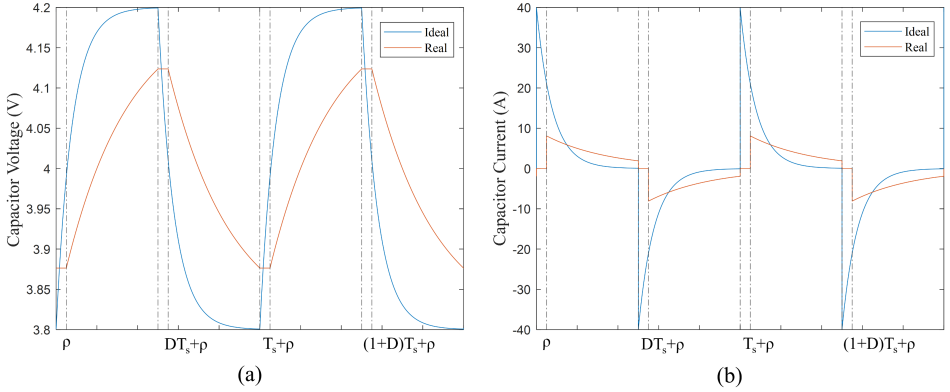 4.2
4.15
4.1
4.05
4
3.95
3.9
3.85
3.8
Capacitor Voltage (V)
Ideal
Real
ρ
DTs+ρ
Ts+ρ
(1+D)Ts+ρ
(a)
40
30
20
10
0
-10
-20
-30
-40
Capacitor Current (A)
Ideal
Real
ρ
DTs+ρ
Ts+ρ
(1+D)Ts+ρ
(b)